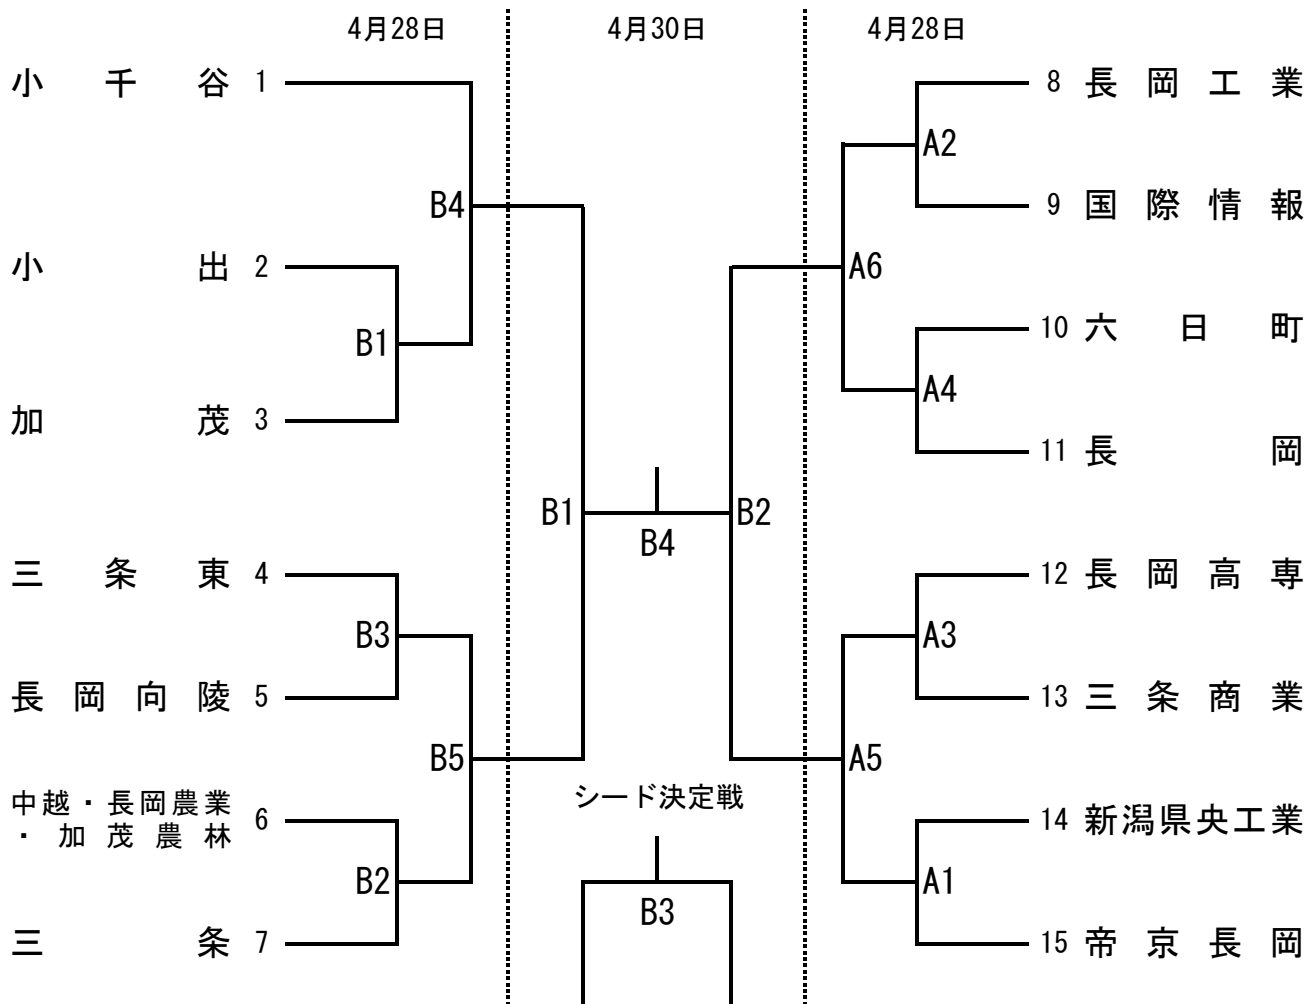 4月28日
4月30日
4月28日
小千谷 1
8 長岡工業
A2
B4
9 国際情報
小出 2
A6
10 六日町
B1
A4
加茂 3
11 長岡
B1
B2
B4
三条東 4
12 長岡高専
B3
A3
長岡向陵 5
13 三条商業
B5
A5
シード決定戦
中越・長岡農業
・加茂農林
6
14 新潟県央工業
B2
A1
B3
三条 7
15 帝京長岡